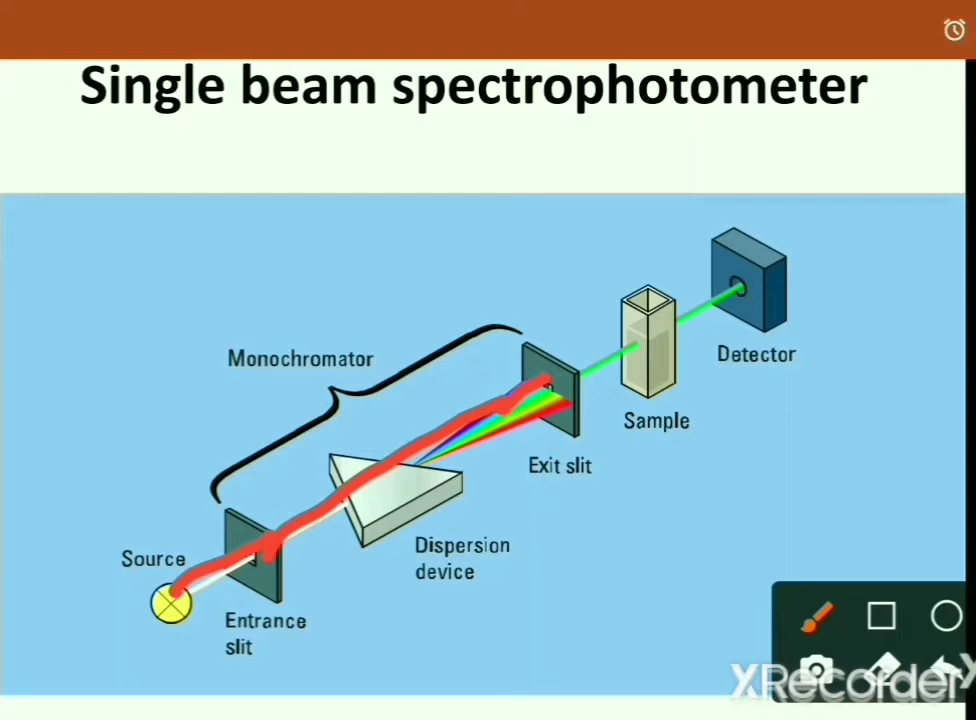 Single beam spectrophotometer
Monochromator
Detector
Sample
Exit slit
Dispersion
device
Source
Entrance
slit
XRecorder